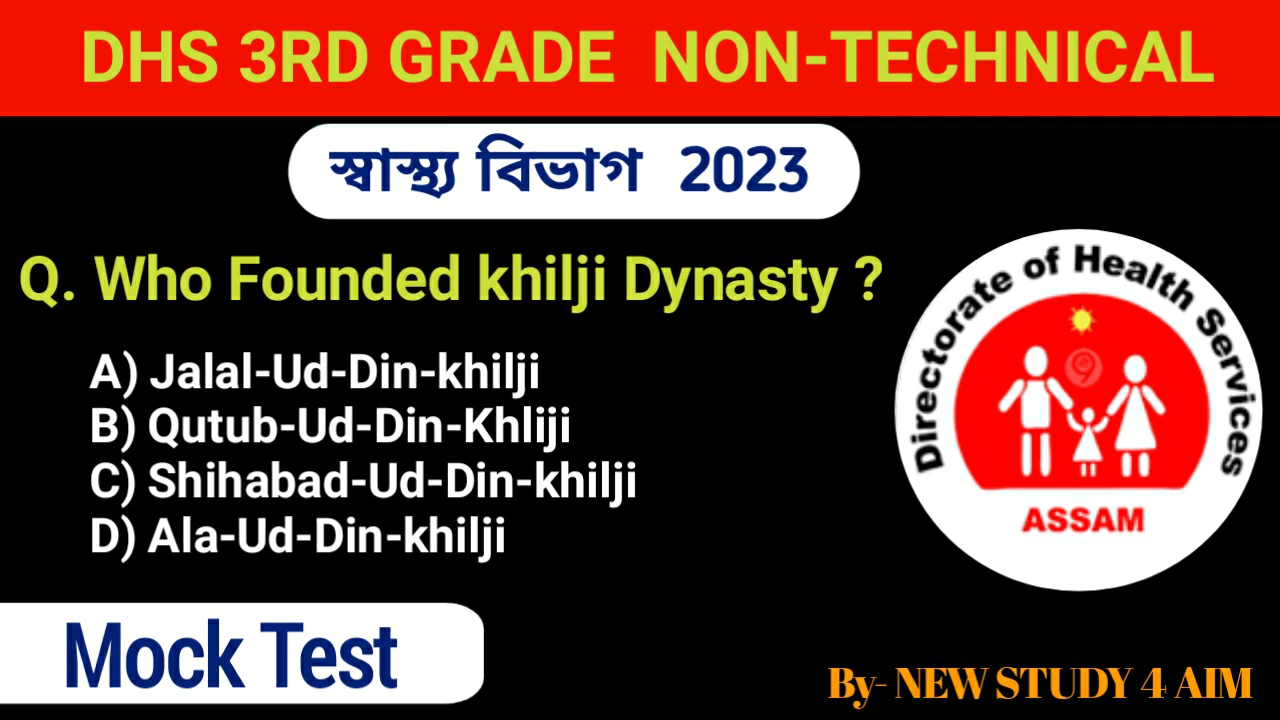 DHS 3RD GRADE NON-TECHNICAL
স্বাস্থ্য বিভাগ 2023
Q. Who Founded khilji Dynasty ?
A) Jalal-Ud-Din-khilji
B) Qutub-Ud-Din-Khliji
C) Shihabad-Ud-Din-khilji
D) Ala-Ud-Din-khilji
Directorate of Health Services
ASSAM
Mock Test
By- NEW STUDY 4 AIM